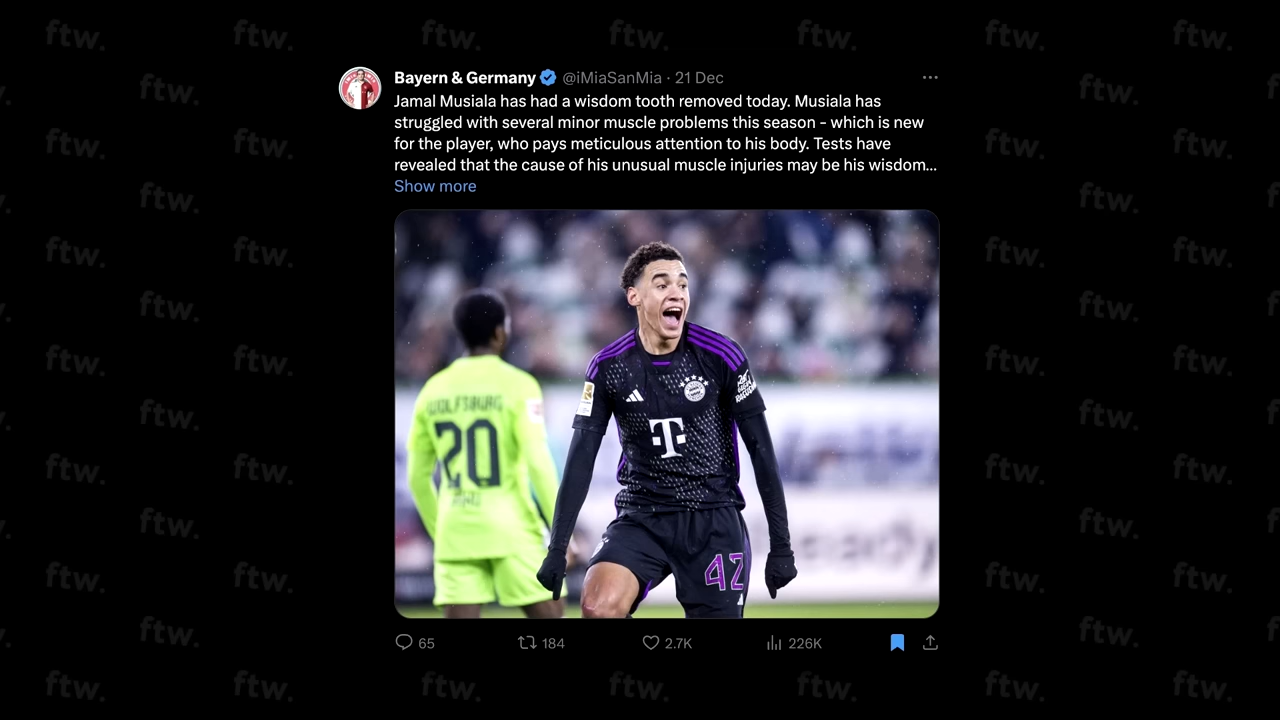 Bayern & Germany @iMiaSanMia · 21 Dec
Jamal Musiala has had a wisdom tooth removed today. Musiala has
struggled with several minor muscle problems this season - which is new
for the player, who pays meticulous attention to his body. Tests have
revealed that the cause of his unusual muscle injuries may be his wisdom...
Show more
WOLFSBURG
20
T
42
65 184 2.7K 226K
ftw.